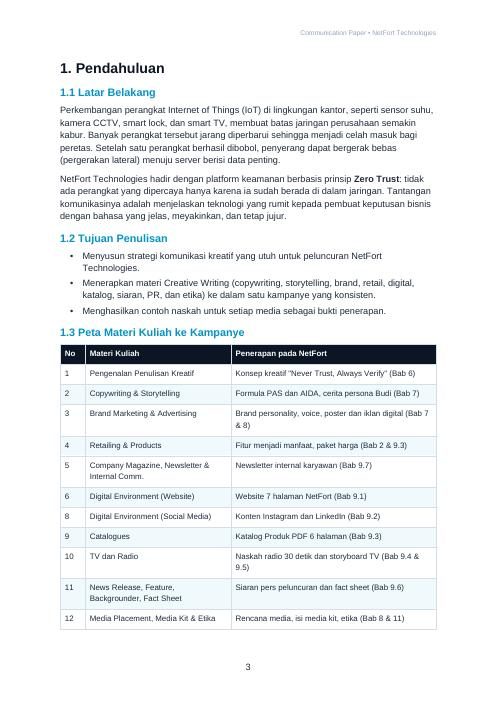 Communication Paper • NetFort Technologies
1. Pendahuluan
1.1 Latar Belakang
Perkembangan perangkat Internet of Things (IoT) di lingkungan kantor, seperti sensor suhu,
kamera CCTV, smart lock, dan smart TV, membuat batas jaringan perusahaan semakin
kabur. Banyak perangkat tersebut jarang diperbarui sehingga menjadi celah masuk bagi
peretas. Setelah satu perangkat berhasil dibobol, penyerang dapat bergerak bebas
(pergerakan lateral) menuju server berisi data penting.
NetFort Technologies hadir dengan platform keamanan berbasis prinsip Zero Trust: tidak
ada perangkat yang dipercaya hanya karena ia sudah berada di dalam jaringan. Tantangan
komunikasinya adalah menjelaskan teknologi yang rumit kepada pembuat keputusan bisnis
dengan bahasa yang jelas, meyakinkan, dan tetap jujur.
1.2 Tujuan Penulisan
• Menyusun strategi komunikasi kreatif yang utuh untuk peluncuran NetFort
Technologies.
• Menerapkan materi Creative Writing (copywriting, storytelling, brand, retail, digital,
katalog, siaran, PR, dan etika) ke dalam satu kampanye yang konsisten.
• Menghasilkan contoh naskah untuk setiap media sebagai bukti penerapan.
1.3 Peta Materi Kuliah ke Kampanye
No Materi Kuliah Penerapan pada NetFort
1 Pengenalan Penulisan Kreatif Konsep kreatif "Never Trust, Always Verify" (Bab 6)
2 Copywriting & Storytelling Formula PAS dan AIDA, cerita persona Budi (Bab 7)
3 Brand Marketing & Advertising Brand personality, voice, poster dan iklan digital (Bab 7
& 8)
4 Retailing & Products Fitur menjadi manfaat, paket harga (Bab 2 & 9.3)
5 Company Magazine, Newsletter & Newsletter internal karyawan (Bab 9.7)
Internal Comm.
6 Digital Environment (Website) Website 7 halaman NetFort (Bab 9.1)
8 Digital Environment (Social Media) Konten Instagram dan LinkedIn (Bab 9.2)
9 Catalogues Katalog Produk PDF 6 halaman (Bab 9.3)
10 TV dan Radio Naskah radio 30 detik dan storyboard TV (Bab 9.4 &
9.5)
11 News Release, Feature, Siaran pers peluncuran dan fact sheet (Bab 9.6)
Backgrounder, Fact Sheet
12 Media Placement, Media Kit & Etika Rencana media, isi media kit, etika (Bab 8 & 11)
3